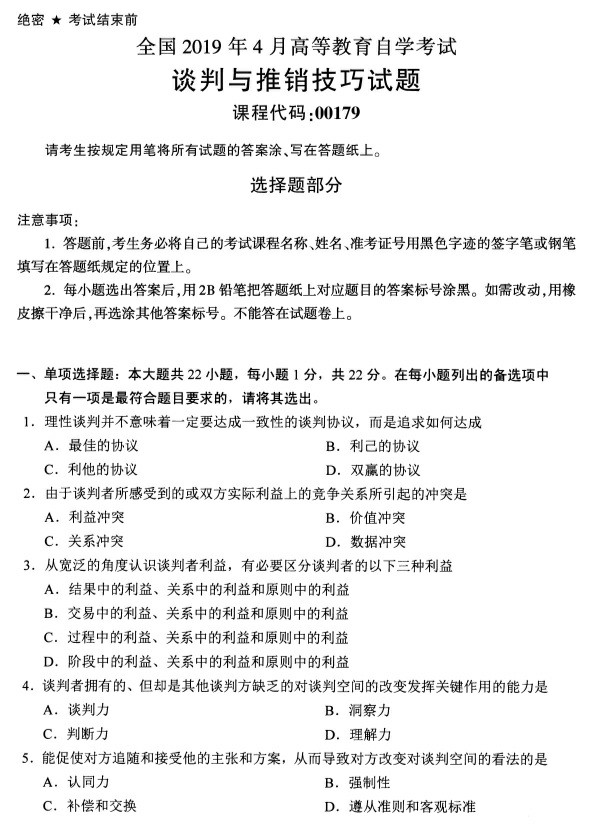 绝密 ★ 考试结束前
全国 2019 年 4 月高等教育自学考试
谈判与推销技巧试题
课程代码:00179
请考生按规定用笔将所有试题的答案涂、写在答题纸上。
选择题部分
注意事项:
1. 答题前,考生务必将自己的考试课程名称、姓名、准考证号用黑色字迹的签字笔或钢笔
填写在答题纸规定的位置上。
2. 每小题选出答案后,用 2B 铅笔把答题纸上对应题目的答案标号涂黑。如需改动,用橡
皮擦干净后,再选涂其他答案标号。不能答在试题卷上。
一、单项选择题：本大题共 22 小题，每小题 1 分，共 22 分。在每小题列出的备选项中
只有一项是最符合题目要求的，请将其选出。
1．理性谈判并不意味着一定要达成一致性的谈判协议，而是追求如何达成
A．最佳的协议 B．利己的协议
C．利他的协议 D．双赢的协议
2．由于谈判者所感受到的或双方实际利益上的竞争关系所引起的冲突是
A．利益冲突 B．价值冲突
C．关系冲突 D．数据冲突
3．从宽泛的角度认识谈判者利益，有必要区分谈判者的以下三种利益
A．结果中的利益、关系中的利益和原则中的利益
B．交易中的利益、关系中的利益和原则中的利益
C．过程中的利益、关系中的利益和原则中的利益
D．阶段中的利益、关系中的利益和原则中的利益
4．谈判者拥有的、但却是其他谈判方缺乏的对谈判空间的改变发挥关键作用的能力是
A．谈判力 B．洞察力
C．判断力 D．理解力
5．能促使对方追随和接受他的主张和方案，从而导致对方改变对谈判空间的看法的是
A．认同力 B．强制性
C．补偿和交换 D．遵从准则和客观标准